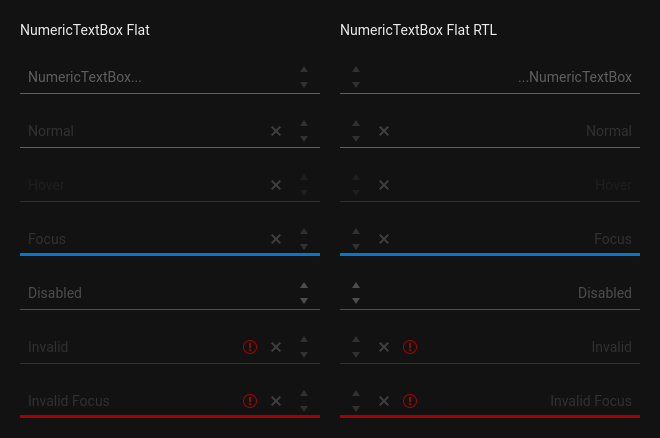 NumericTextBox Flat
NumericTextBox...
Normal
Hover
Focus
Disabled
Invalid
Invalid Focus
NumericTextBox Flat RTL
...NumericTextBox
Normal
Hover
Focus
Disabled
Invalid
Invalid Focus